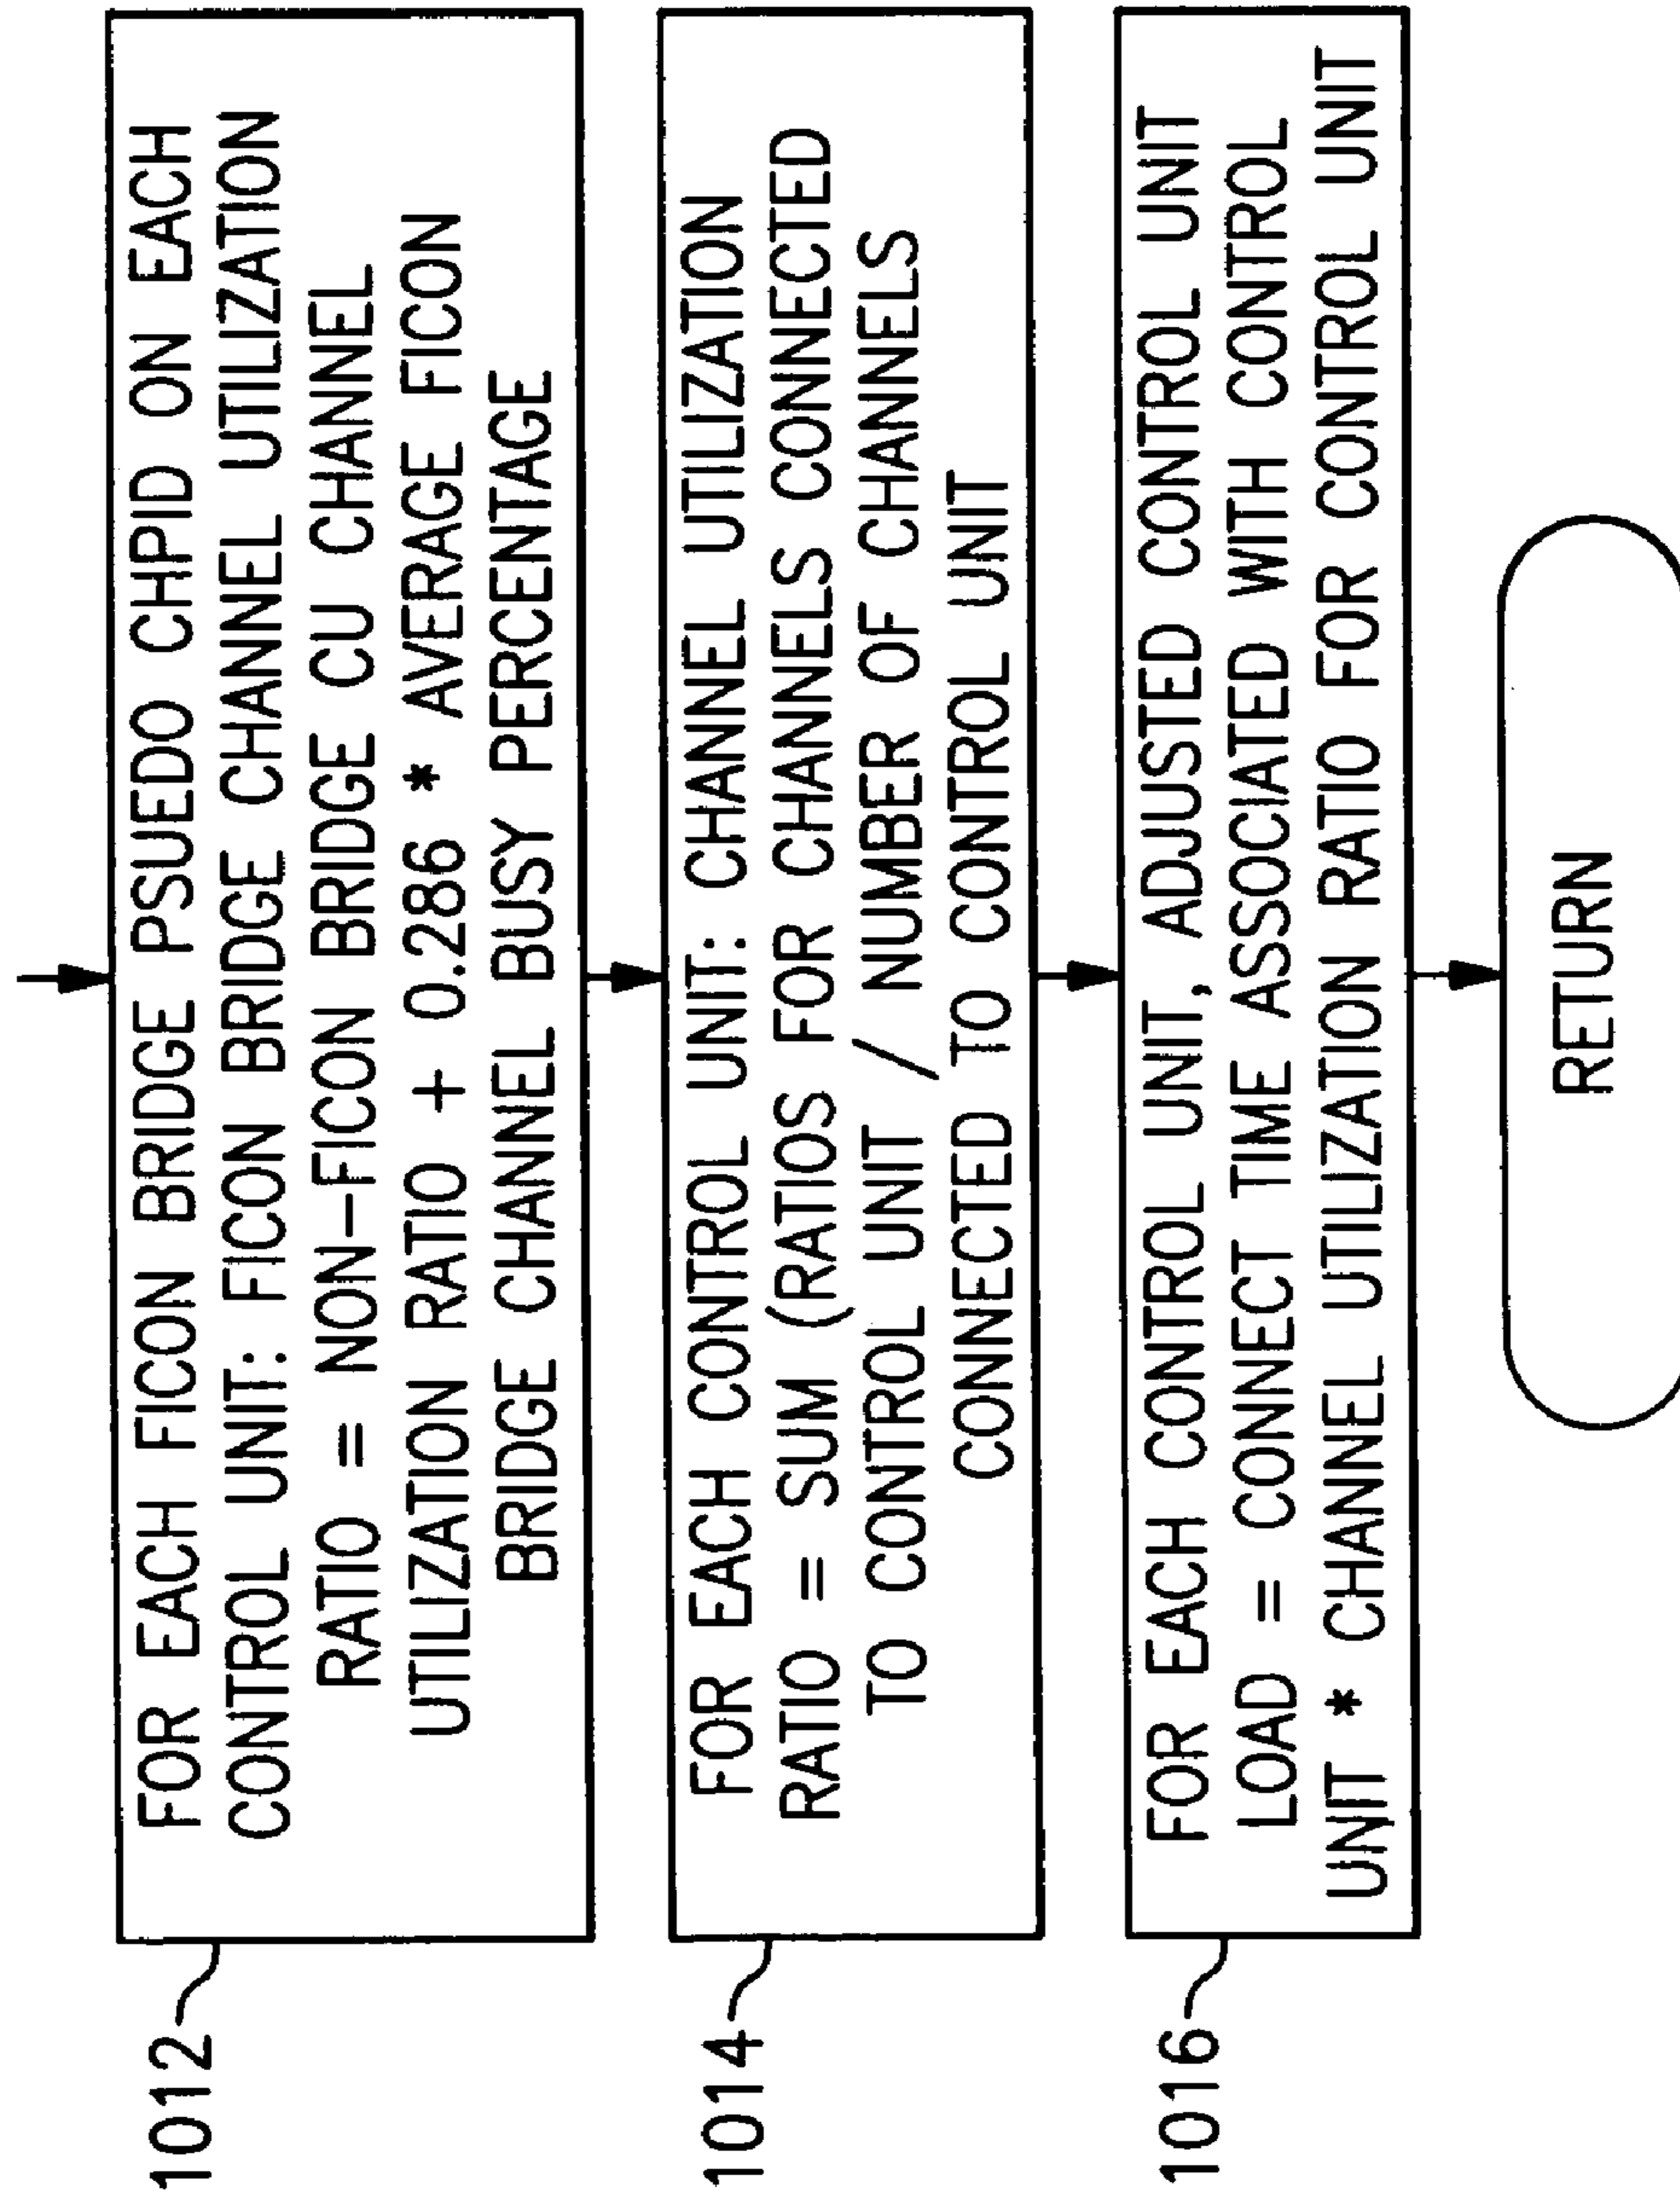 1012
FOR EACH FICON BRIDGE PSUEDO CHPID ON EACH
CONTROL UNIT: FICON BRIDGE CHANNEL UTILIZATION
RATIO = NON-FICON BRIDGE CU CHANNEL
UTILIZATION RATIO + 0.286 * AVERAGE FICON
BRIDGE CHANNEL BUSY PERCENTAGE
1014
FOR EACH CONTROL UNIT: CHANNEL UTILIZATION
RATIO = SUM (RATIOS FOR CHANNELS CONNECTED
TO CONTROL UNIT / NUMBER OF CHANNELS
CONNECTED TO CONTROL UNIT
1016
FOR EACH CONTROL UNIT, ADJUSTED CONTROL UNIT
LOAD = CONNECT TIME ASSOCIATED WITH CONTROL
UNIT * CHANNEL UTILIZATION RATIO FOR CONTROL UNIT
RETURN